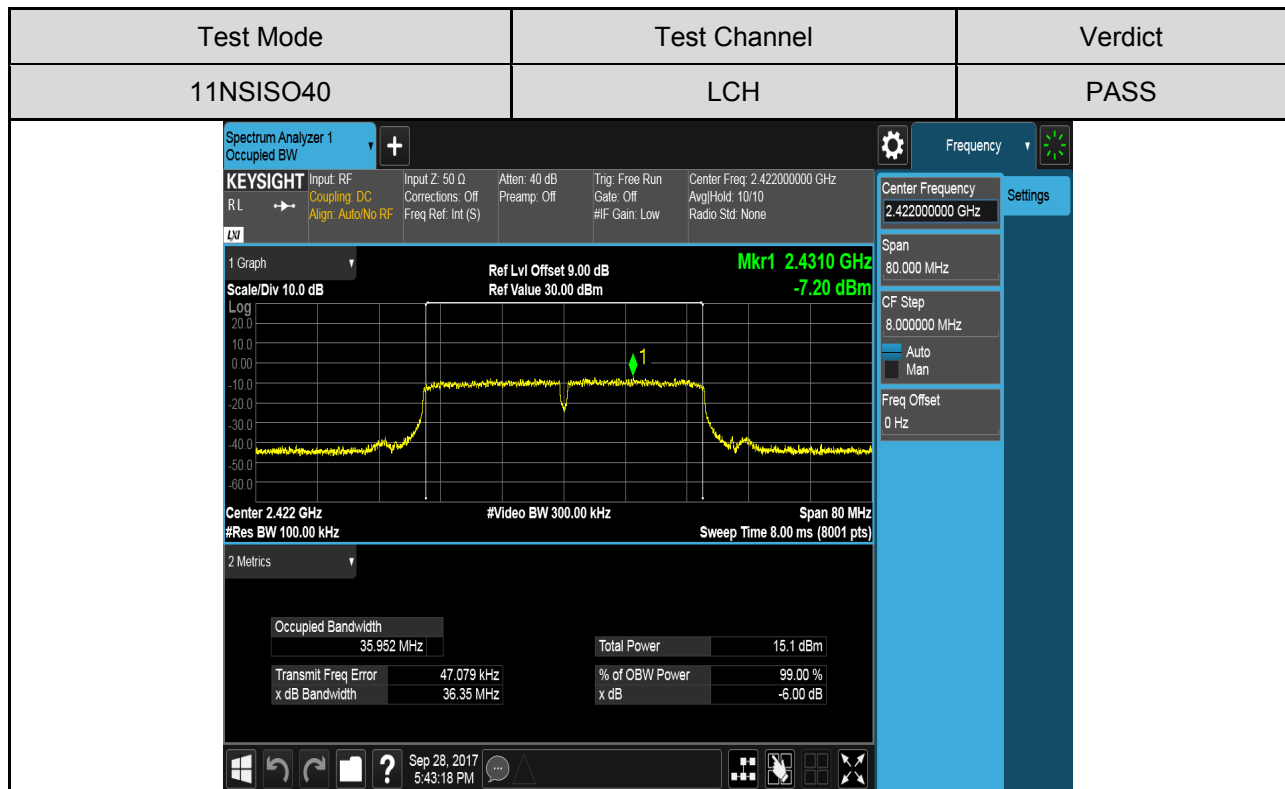 Test Mode Test Channel Verdict
11NSISO40 LCH PASS
Spectrum Analyzer 1
Occupied BW
Frequency
KEYSIGHT Input: RF Input Z: 50 Ω Atten: 40 dB Trig: Free Run Center Freq: 2.422000000 GHz
RL Coupling: DC Corrections: Off Preamp: Off Gate: Off Avg|Hold: 10/10
Align: Auto/No RF Freq Ref: Int (S) #IF Gain: Low Radio Std: None
LXI
Center Frequency
2.422000000 GHz
Settings
Span
80.000 MHz
CF Step
8.000000 MHz
Auto
Man
Freq Offset
0 Hz
1 Graph
Ref Lvl Offset 9.00 dB
Mkr1 2.4310 GHz
Scale/Div 10.0 dB Ref Value 30.00 dBm -7.20 dBm
Log
20.0
10.0
0.00
-10.0
-20.0
-30.0
-40.0
-50.0
-60.0
1
Center 2.422 GHz #Video BW 300.00 kHz Span 80 MHz
#Res BW 100.00 kHz Sweep Time 8.00 ms (8001 pts)
2 Metrics
Occupied Bandwidth
35.952 MHz
Total Power 15.1 dBm
Transmit Freq Error 47.079 kHz % of OBW Power 99.00 %
x dB Bandwidth 36.35 MHz x dB -6.00 dB
? Sep 28, 2017
5:43:18 PM